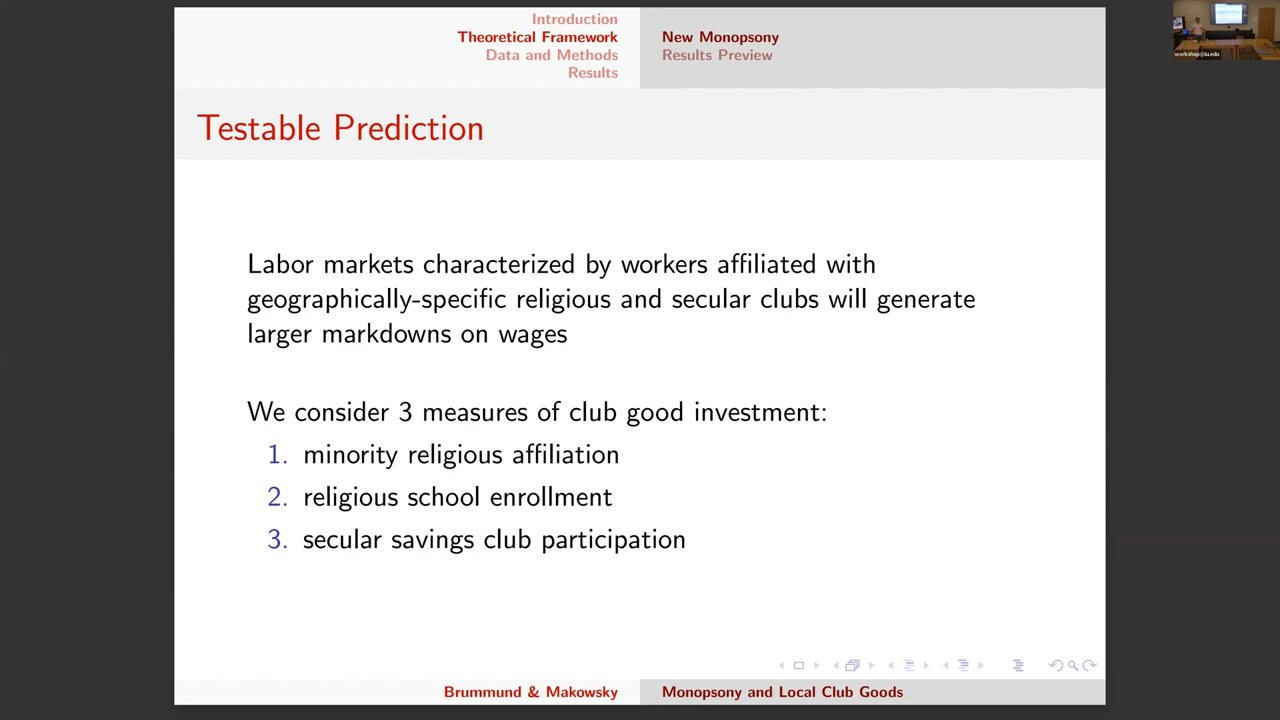 Introduction
Theoretical Framework
Data and Methods
Results
New Monopsony
Results Preview
Testable Prediction
Labor markets characterized by workers affiliated with
geographically-specific religious and secular clubs will generate
larger markdowns on wages
We consider 3 measures of club good investment:
1. minority religious affiliation
2. religious school enrollment
3. secular savings club participation
Brummund & Makowsky
Monopsony and Local Club Goods
workshop@iu.edu